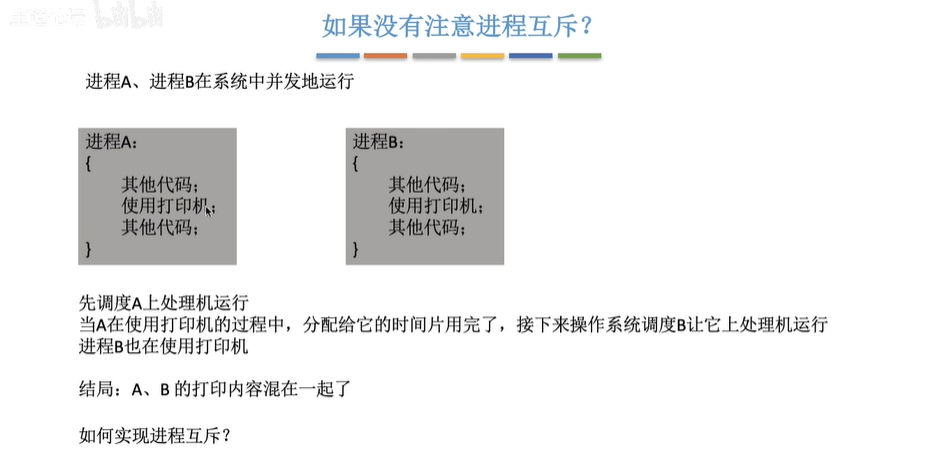 王道论坛 bilibili
如果没有注意进程互斥？
进程A、进程B在系统中并发地运行
进程A：
{
其他代码；
使用打印机；
其他代码；
}
进程B：
{
其他代码；
使用打印机；
其他代码；
}
先调度A上处理机运行
当A在使用打印机的过程中，分配给它的时间片用完了，接下来操作系统调度B让它上处理机运行
进程B也在使用打印机
结局：A、B 的打印内容混在一起了
如何实现进程互斥？